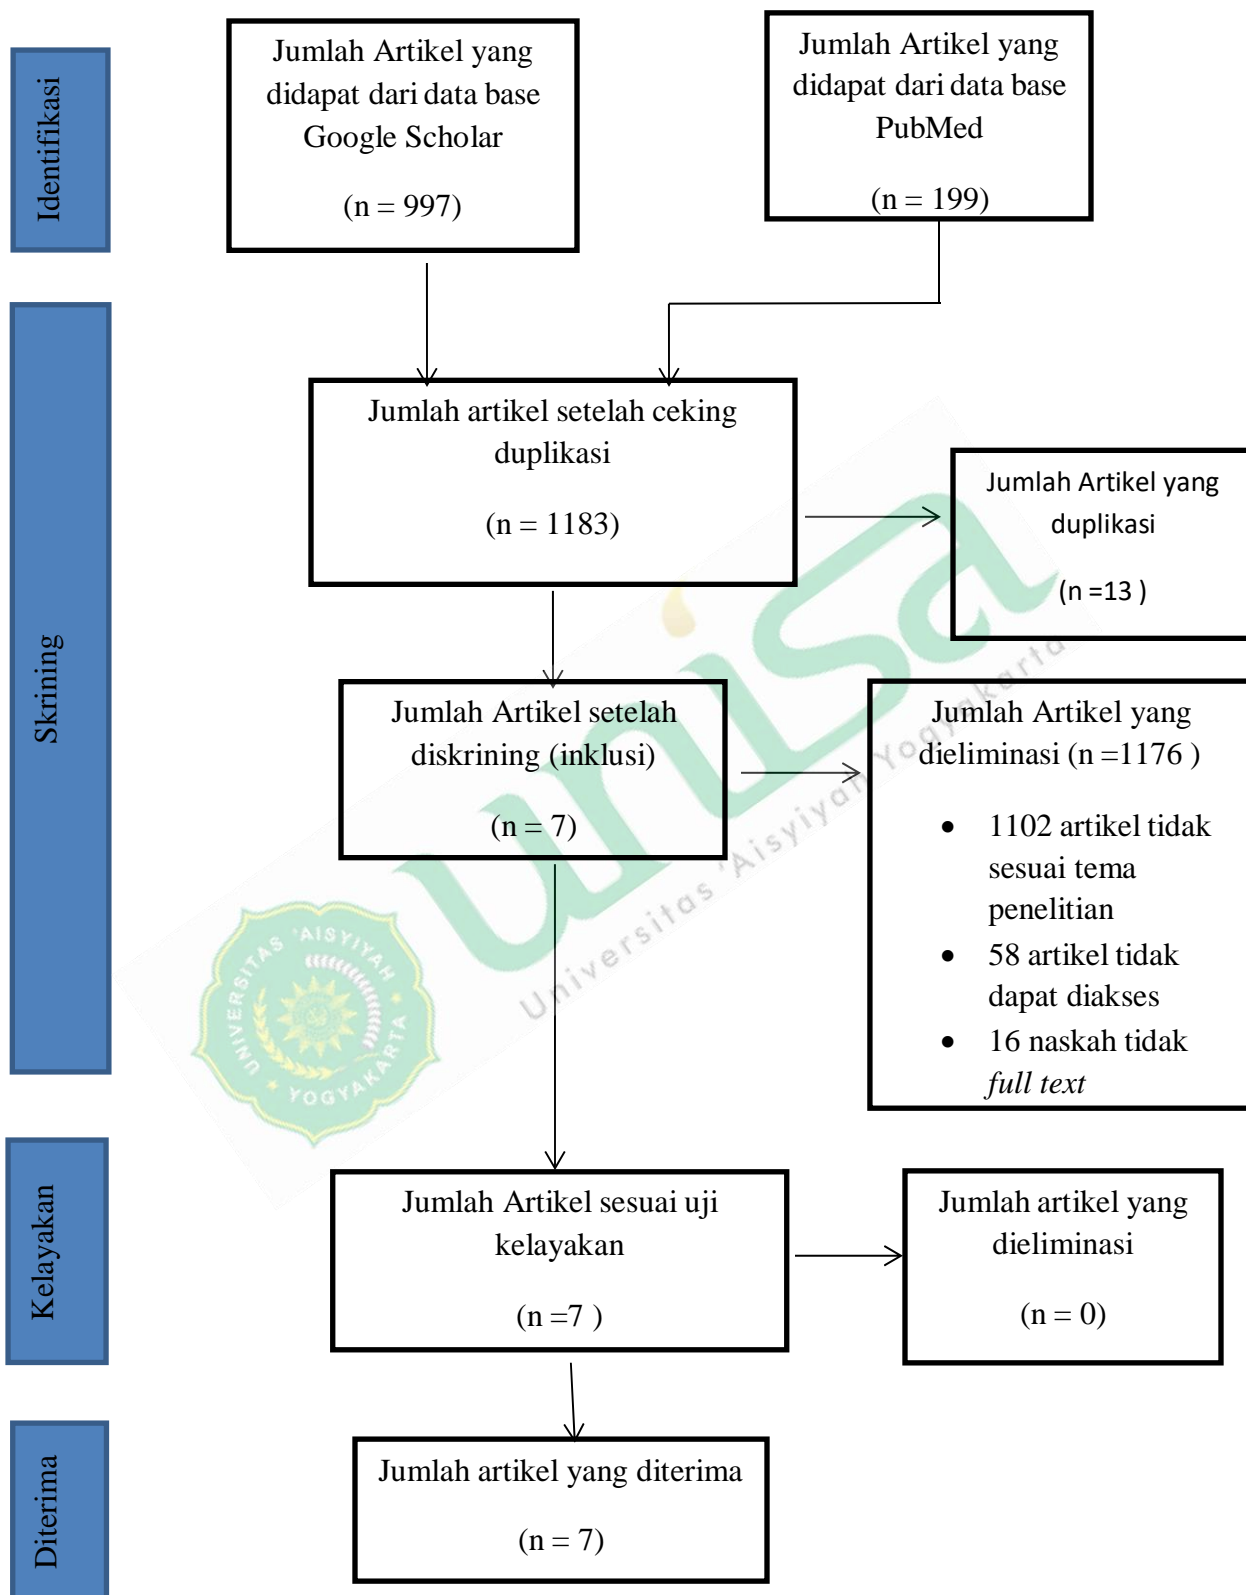 Identifikasi
Jumlah Artikel yang
didapat dari data base
Google Scholar
(n = 997)
Jumlah Artikel yang
didapat dari data base
PubMed
(n = 199)
Skrining
Jumlah artikel setelah ceking
duplikasi
(n = 1183)
Jumlah Artikel yang
duplikasi
(n =13 )
Jumlah Artikel setelah
diskrining (inklusi)
(n = 7)
Jumlah Artikel yang
dieliminasi (n =1176 )
• 1102 artikel tidak
sesuai tema
penelitian
• 58 artikel tidak
dapat diakses
• 16 naskah tidak
full text
unisa
Universitas 'Aisyiyah Yogyakarta
UNIVERSITAS 'AISYIYAH
YOGYAKARTA
Kelayakan
Jumlah Artikel sesuai uji
kelayakan
(n =7 )
Jumlah artikel yang
dieliminasi
(n = 0)
Diterima
Jumlah artikel yang diterima
(n = 7)